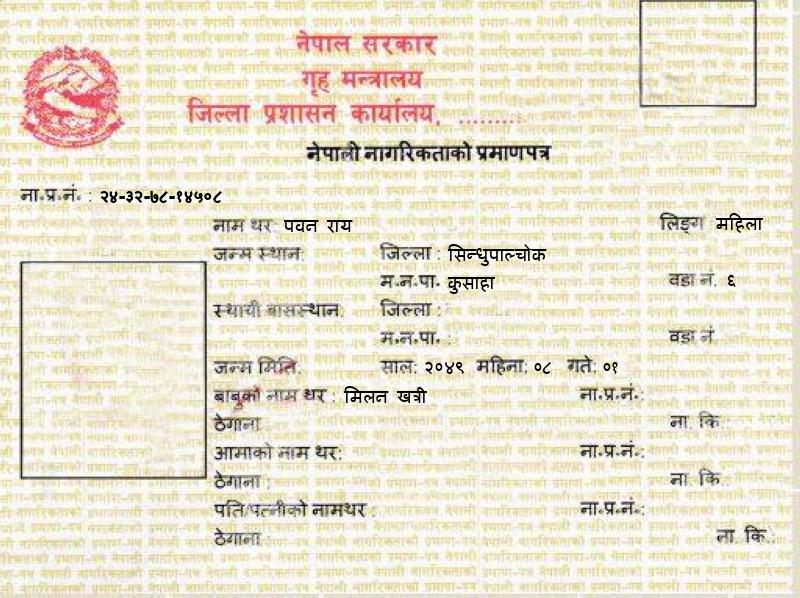 नेपाल सरकार
गृह मन्त्रालय
जिल्ला प्रशासन कार्यालय, .........
नेपाली नागरिकताको प्रमाणपत्र
ना.प्र.नं. : २४-३२-७८-१४५०८
नाम थर: पवन राय लिङ्ग महिला
जन्म स्थान: जिल्ला : सिन्धुपाल्चोक
म.न.पा. कुसाहा वडा नं. ६
स्थायी बासस्थान: जिल्ला :
म.न.पा. : वडा नं.
जन्म मिति: साल: २०४९ महिना: ०८ गते: ०१
बाबुको नाम थर : मिलन खत्री ना.प्र.नं.:
ठेगाना : ना. कि.:
आमाको नाम थर: ना.प्र.नं.:
ठेगाना : ना. कि.
पति/पत्नीको नामथर : ना.प्र.नं.:
ठेगाना : ना. कि.: